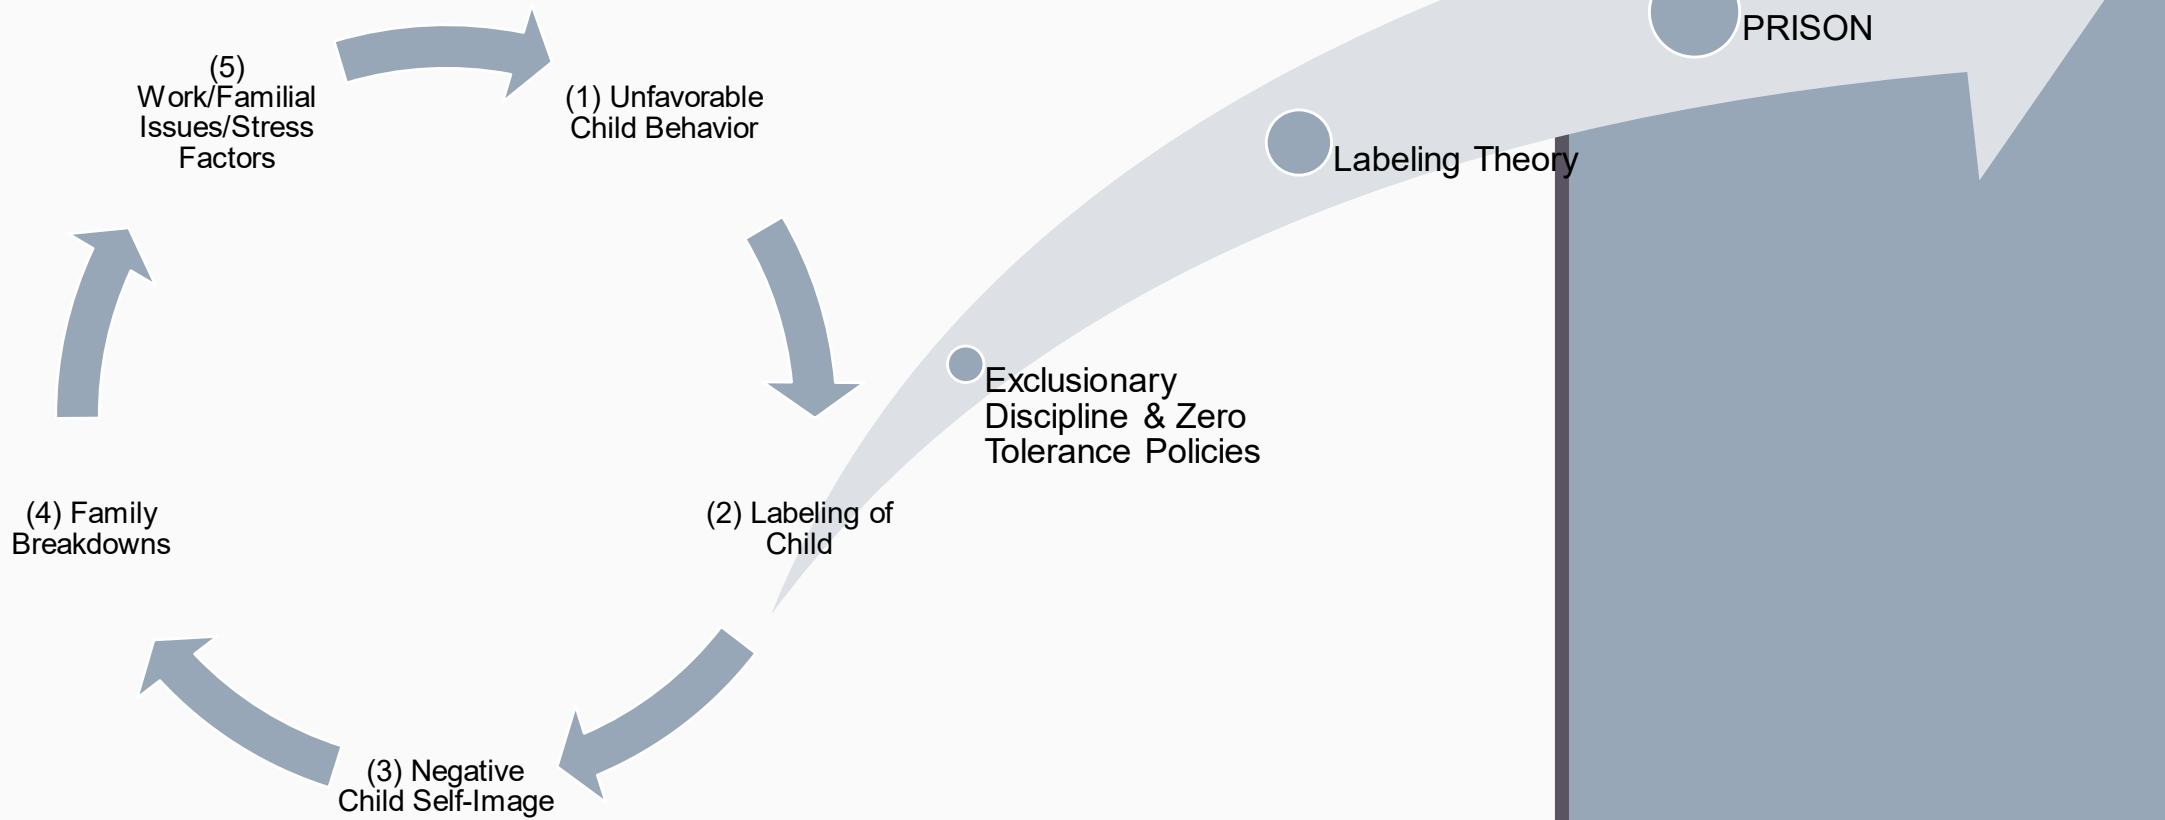 (5)
Work/Familial
Issues/Stress
Factors
(1) Unfavorable
Child Behavior
(2) Labeling of
Child
(3) Negative
Child Self-Image
(4) Family
Breakdowns
Exclusionary
Discipline & Zero
Tolerance Policies
Labeling Theory
PRISON